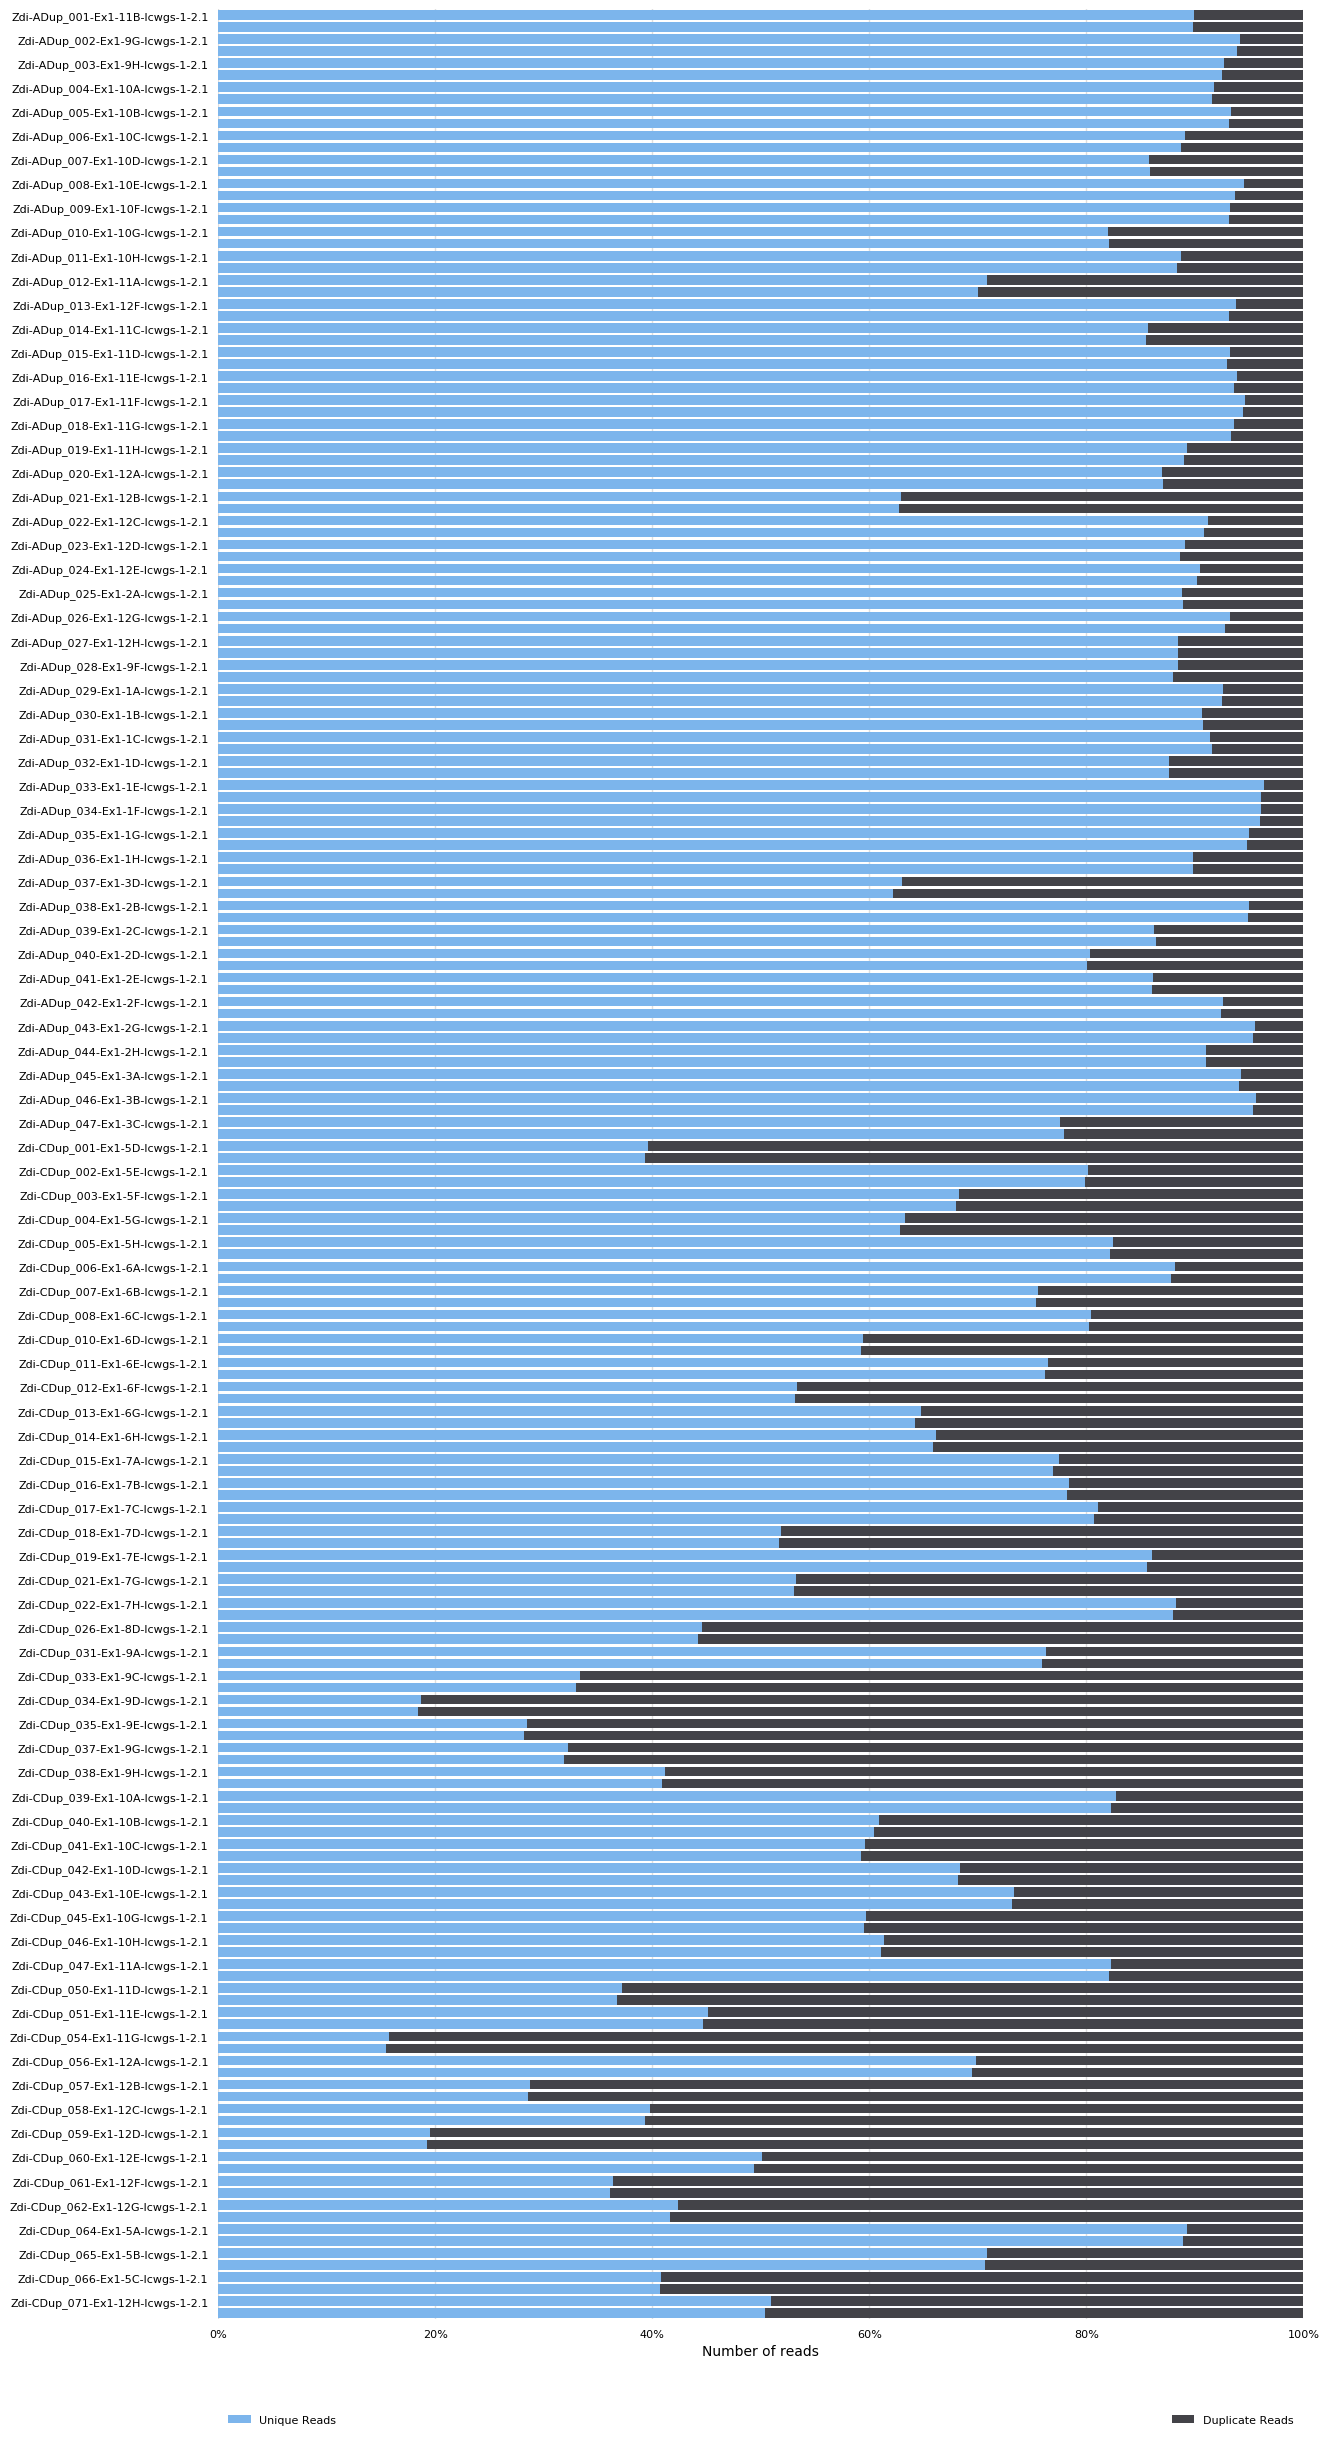 Zdi-ADup_001-Ex1-11B-lcwgs-1-2.1
Zdi-ADup_002-Ex1-9G-lcwgs-1-2.1
Zdi-ADup_003-Ex1-9H-lcwgs-1-2.1
Zdi-ADup_004-Ex1-10A-lcwgs-1-2.1
Zdi-ADup_005-Ex1-10B-lcwgs-1-2.1
Zdi-ADup_006-Ex1-10C-lcwgs-1-2.1
Zdi-ADup_007-Ex1-10D-lcwgs-1-2.1
Zdi-ADup_008-Ex1-10E-lcwgs-1-2.1
Zdi-ADup_009-Ex1-10F-lcwgs-1-2.1
Zdi-ADup_010-Ex1-10G-lcwgs-1-2.1
Zdi-ADup_011-Ex1-10H-lcwgs-1-2.1
Zdi-ADup_012-Ex1-11A-lcwgs-1-2.1
Zdi-ADup_013-Ex1-12F-lcwgs-1-2.1
Zdi-ADup_014-Ex1-11C-lcwgs-1-2.1
Zdi-ADup_015-Ex1-11D-lcwgs-1-2.1
Zdi-ADup_016-Ex1-11E-lcwgs-1-2.1
Zdi-ADup_017-Ex1-11F-lcwgs-1-2.1
Zdi-ADup_018-Ex1-11G-lcwgs-1-2.1
Zdi-ADup_019-Ex1-11H-lcwgs-1-2.1
Zdi-ADup_020-Ex1-12A-lcwgs-1-2.1
Zdi-ADup_021-Ex1-12B-lcwgs-1-2.1
Zdi-ADup_022-Ex1-12C-lcwgs-1-2.1
Zdi-ADup_023-Ex1-12D-lcwgs-1-2.1
Zdi-ADup_024-Ex1-12E-lcwgs-1-2.1
Zdi-ADup_025-Ex1-2A-lcwgs-1-2.1
Zdi-ADup_026-Ex1-12G-lcwgs-1-2.1
Zdi-ADup_027-Ex1-12H-lcwgs-1-2.1
Zdi-ADup_028-Ex1-9F-lcwgs-1-2.1
Zdi-ADup_029-Ex1-1A-lcwgs-1-2.1
Zdi-ADup_030-Ex1-1B-lcwgs-1-2.1
Zdi-ADup_031-Ex1-1C-lcwgs-1-2.1
Zdi-ADup_032-Ex1-1D-lcwgs-1-2.1
Zdi-ADup_033-Ex1-1E-lcwgs-1-2.1
Zdi-ADup_034-Ex1-1F-lcwgs-1-2.1
Zdi-ADup_035-Ex1-1G-lcwgs-1-2.1
Zdi-ADup_036-Ex1-1H-lcwgs-1-2.1
Zdi-ADup_037-Ex1-3D-lcwgs-1-2.1
Zdi-ADup_038-Ex1-2B-lcwgs-1-2.1
Zdi-ADup_039-Ex1-2C-lcwgs-1-2.1
Zdi-ADup_040-Ex1-2D-lcwgs-1-2.1
Zdi-ADup_041-Ex1-2E-lcwgs-1-2.1
Zdi-ADup_042-Ex1-2F-lcwgs-1-2.1
Zdi-ADup_043-Ex1-2G-lcwgs-1-2.1
Zdi-ADup_044-Ex1-2H-lcwgs-1-2.1
Zdi-ADup_045-Ex1-3A-lcwgs-1-2.1
Zdi-ADup_046-Ex1-3B-lcwgs-1-2.1
Zdi-ADup_047-Ex1-3C-lcwgs-1-2.1
Zdi-CDup_001-Ex1-5D-lcwgs-1-2.1
Zdi-CDup_002-Ex1-5E-lcwgs-1-2.1
Zdi-CDup_003-Ex1-5F-lcwgs-1-2.1
Zdi-CDup_004-Ex1-5G-lcwgs-1-2.1
Zdi-CDup_005-Ex1-5H-lcwgs-1-2.1
Zdi-CDup_006-Ex1-6A-lcwgs-1-2.1
Zdi-CDup_007-Ex1-6B-lcwgs-1-2.1
Zdi-CDup_008-Ex1-6C-lcwgs-1-2.1
Zdi-CDup_010-Ex1-6D-lcwgs-1-2.1
Zdi-CDup_011-Ex1-6E-lcwgs-1-2.1
Zdi-CDup_012-Ex1-6F-lcwgs-1-2.1
Zdi-CDup_013-Ex1-6G-lcwgs-1-2.1
Zdi-CDup_014-Ex1-6H-lcwgs-1-2.1
Zdi-CDup_015-Ex1-7A-lcwgs-1-2.1
Zdi-CDup_016-Ex1-7B-lcwgs-1-2.1
Zdi-CDup_017-Ex1-7C-lcwgs-1-2.1
Zdi-CDup_018-Ex1-7D-lcwgs-1-2.1
Zdi-CDup_019-Ex1-7E-lcwgs-1-2.1
Zdi-CDup_021-Ex1-7G-lcwgs-1-2.1
Zdi-CDup_022-Ex1-7H-lcwgs-1-2.1
Zdi-CDup_026-Ex1-8D-lcwgs-1-2.1
Zdi-CDup_031-Ex1-9A-lcwgs-1-2.1
Zdi-CDup_033-Ex1-9C-lcwgs-1-2.1
Zdi-CDup_034-Ex1-9D-lcwgs-1-2.1
Zdi-CDup_035-Ex1-9E-lcwgs-1-2.1
Zdi-CDup_037-Ex1-9G-lcwgs-1-2.1
Zdi-CDup_038-Ex1-9H-lcwgs-1-2.1
Zdi-CDup_039-Ex1-10A-lcwgs-1-2.1
Zdi-CDup_040-Ex1-10B-lcwgs-1-2.1
Zdi-CDup_041-Ex1-10C-lcwgs-1-2.1
Zdi-CDup_042-Ex1-10D-lcwgs-1-2.1
Zdi-CDup_043-Ex1-10E-lcwgs-1-2.1
Zdi-CDup_045-Ex1-10G-lcwgs-1-2.1
Zdi-CDup_046-Ex1-10H-lcwgs-1-2.1
Zdi-CDup_047-Ex1-11A-lcwgs-1-2.1
Zdi-CDup_050-Ex1-11D-lcwgs-1-2.1
Zdi-CDup_051-Ex1-11E-lcwgs-1-2.1
Zdi-CDup_054-Ex1-11G-lcwgs-1-2.1
Zdi-CDup_056-Ex1-12A-lcwgs-1-2.1
Zdi-CDup_057-Ex1-12B-lcwgs-1-2.1
Zdi-CDup_058-Ex1-12C-lcwgs-1-2.1
Zdi-CDup_059-Ex1-12D-lcwgs-1-2.1
Zdi-CDup_060-Ex1-12E-lcwgs-1-2.1
Zdi-CDup_061-Ex1-12F-lcwgs-1-2.1
Zdi-CDup_062-Ex1-12G-lcwgs-1-2.1
Zdi-CDup_064-Ex1-5A-lcwgs-1-2.1
Zdi-CDup_065-Ex1-5B-lcwgs-1-2.1
Zdi-CDup_066-Ex1-5C-lcwgs-1-2.1
Zdi-CDup_071-Ex1-12H-lcwgs-1-2.1
0% 20% 40% 60% 80% 100%
Number of reads
Unique Reads Duplicate Reads